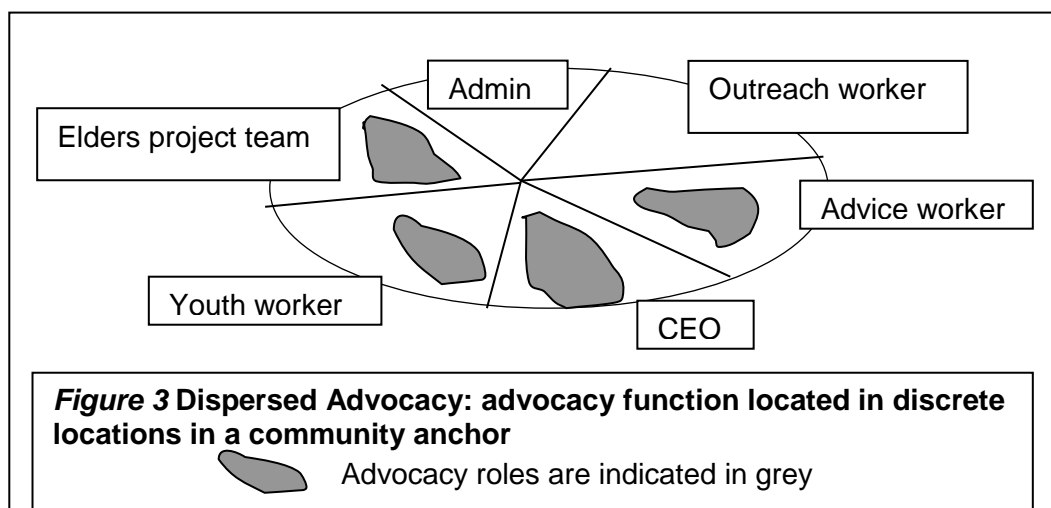 Admin
Outreach worker
Elders project team
Advice worker
Youth worker
CEO
Figure 3 Dispersed Advocacy: advocacy function located in discrete
locations in a community anchor
Advocacy roles are indicated in grey